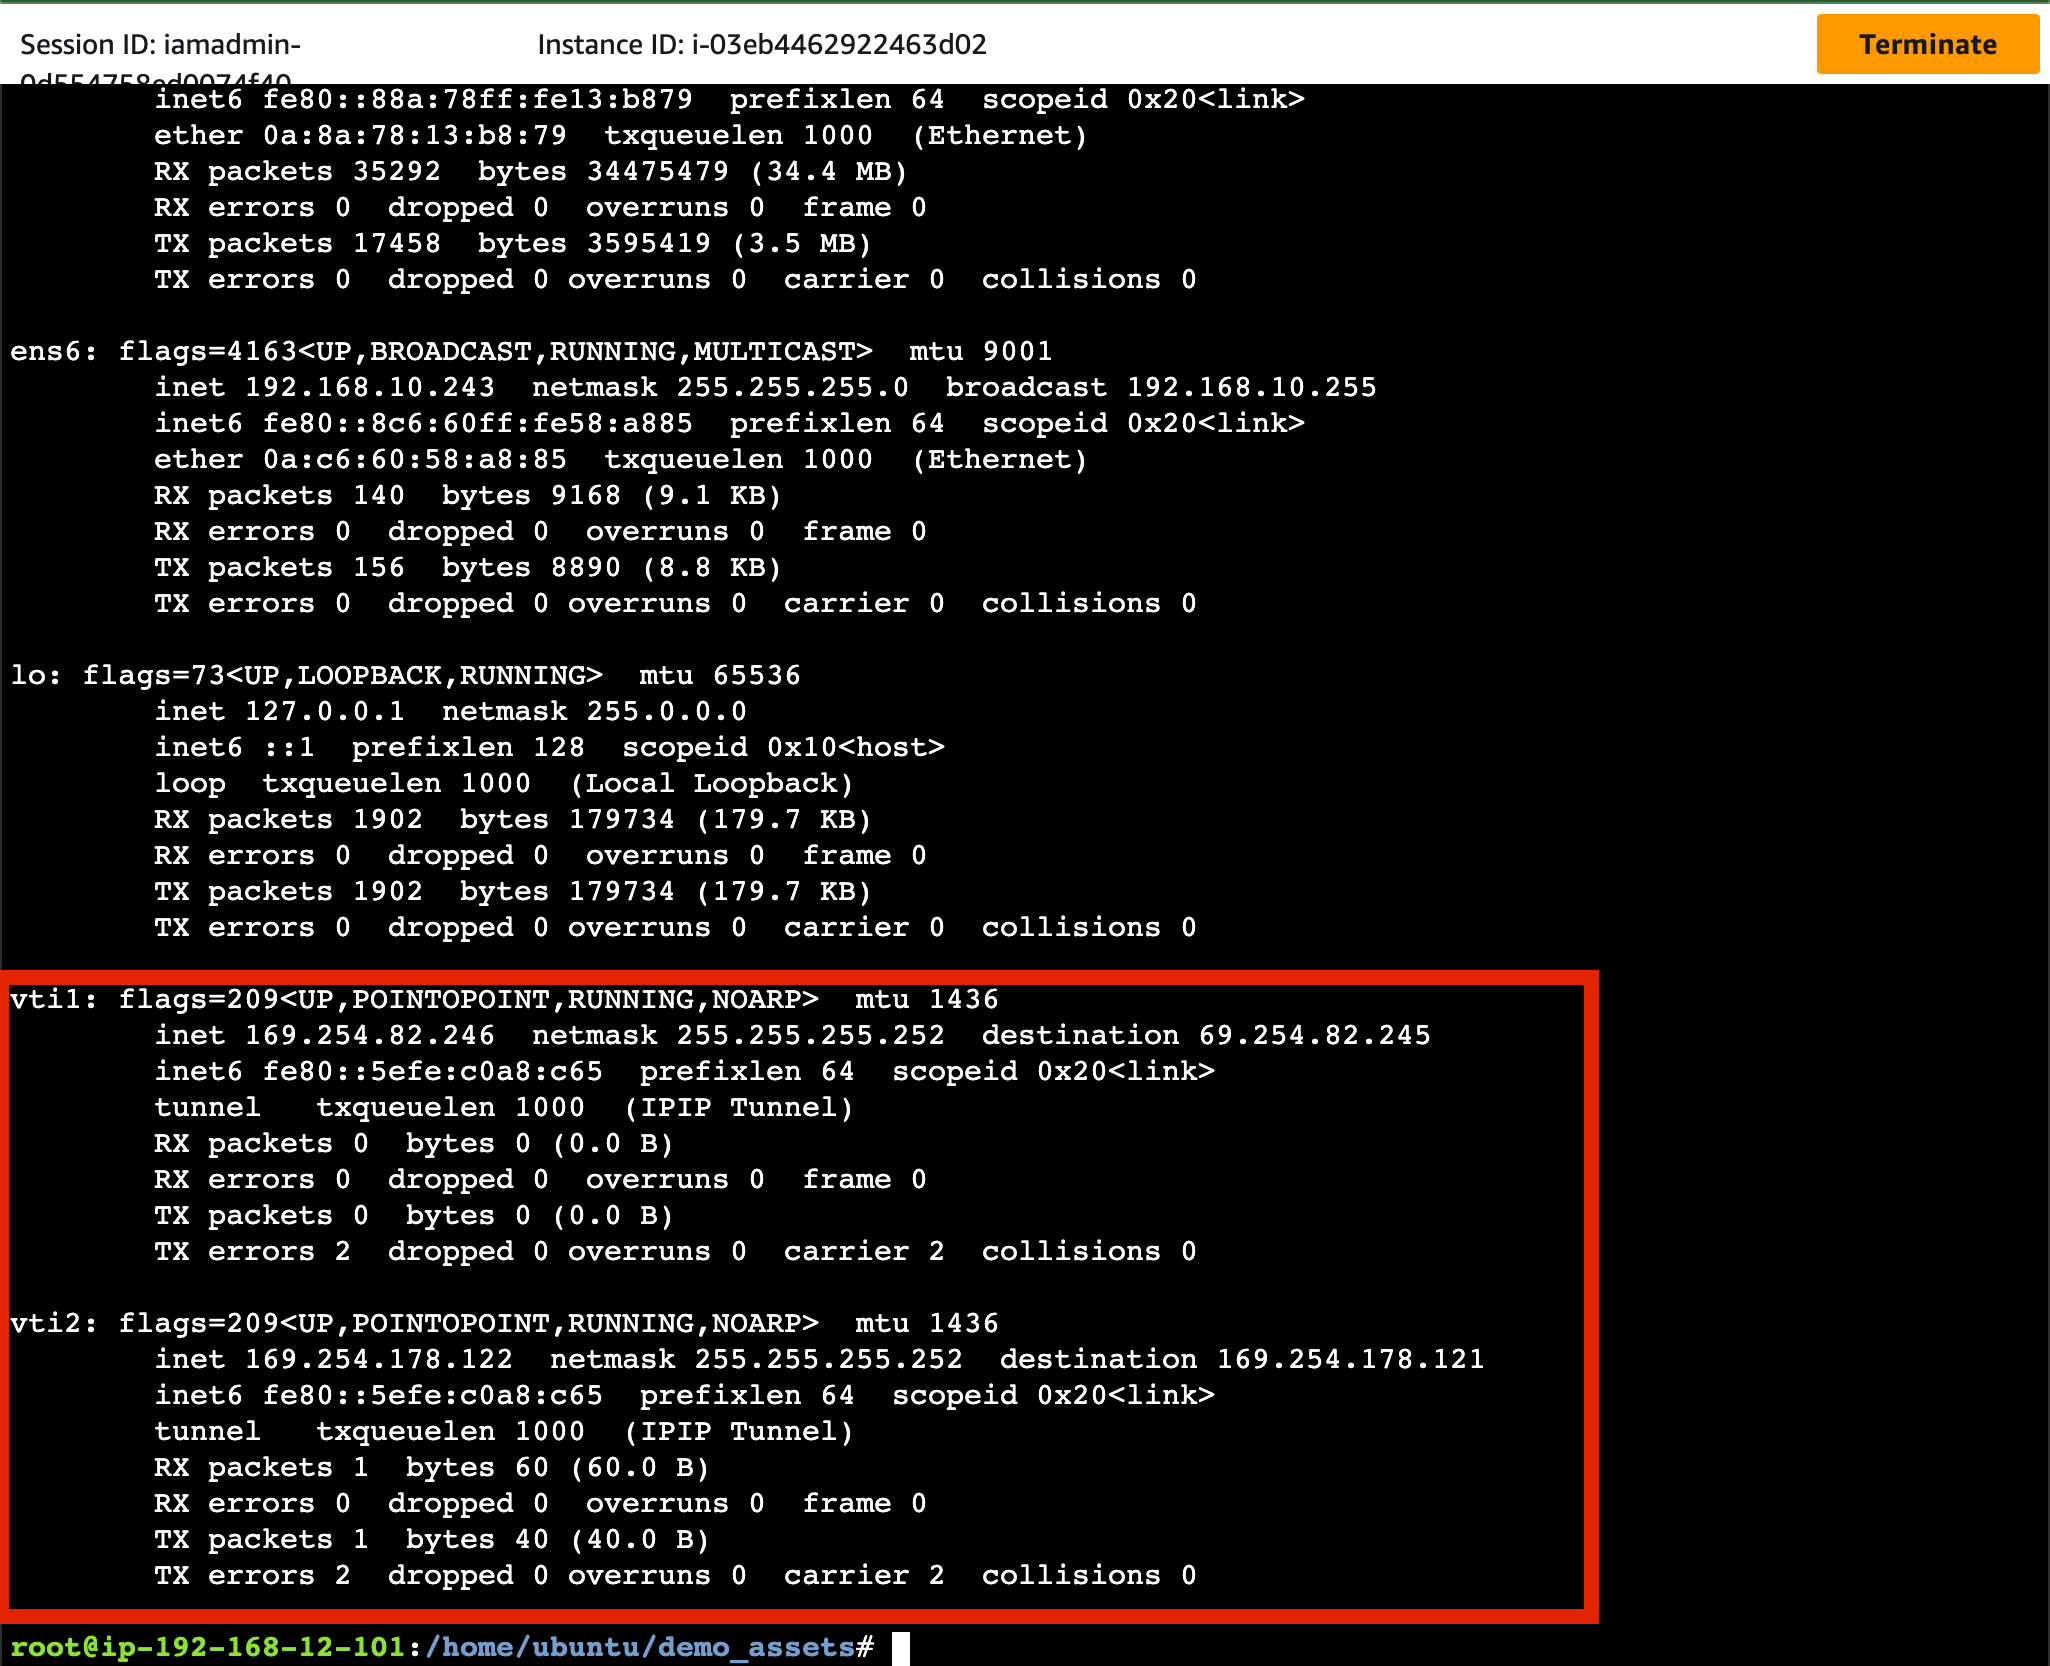 Session ID: iamadmin- Instance ID: i-03eb4462922463d02 Terminate
0d554758ed0074f40
inet6 fe80::88a:78ff:fe13:b879 prefixlen 64 scopeid 0x20<link>
ether 0a:8a:78:13:b8:79 txqueuelen 1000 (Ethernet)
RX packets 35292 bytes 34475479 (34.4 MB)
RX errors 0 dropped 0 overruns 0 frame 0
TX packets 17458 bytes 3595419 (3.5 MB)
TX errors 0 dropped 0 overruns 0 carrier 0 collisions 0
ens6: flags=4163<UP,BROADCAST,RUNNING,MULTICAST> mtu 9001
inet 192.168.10.243 netmask 255.255.255.0 broadcast 192.168.10.255
inet6 fe80::8c6:60ff:fe58:a885 prefixlen 64 scopeid 0x20<link>
ether 0a:c6:60:58:a8:85 txqueuelen 1000 (Ethernet)
RX packets 140 bytes 9168 (9.1 KB)
RX errors 0 dropped 0 overruns 0 frame 0
TX packets 156 bytes 8890 (8.8 KB)
TX errors 0 dropped 0 overruns 0 carrier 0 collisions 0
lo: flags=73<UP,LOOPBACK,RUNNING> mtu 65536
inet 127.0.0.1 netmask 255.0.0.0
inet6 ::1 prefixlen 128 scopeid 0x10<host>
loop txqueuelen 1000 (Local Loopback)
RX packets 1902 bytes 179734 (179.7 KB)
RX errors 0 dropped 0 overruns 0 frame 0
TX packets 1902 bytes 179734 (179.7 KB)
TX errors 0 dropped 0 overruns 0 carrier 0 collisions 0
vti1: flags=209<UP,POINTOPOINT,RUNNING,NOARP> mtu 1436
inet 169.254.82.246 netmask 255.255.255.252 destination 69.254.82.245
inet6 fe80::5efe:c0a8:c65 prefixlen 64 scopeid 0x20<link>
tunnel txqueuelen 1000 (IPIP Tunnel)
RX packets 0 bytes 0 (0.0 B)
RX errors 0 dropped 0 overruns 0 frame 0
TX packets 0 bytes 0 (0.0 B)
TX errors 2 dropped 0 overruns 0 carrier 2 collisions 0
vti2: flags=209<UP,POINTOPOINT,RUNNING,NOARP> mtu 1436
inet 169.254.178.122 netmask 255.255.255.252 destination 169.254.178.121
inet6 fe80::5efe:c0a8:c65 prefixlen 64 scopeid 0x20<link>
tunnel txqueuelen 1000 (IPIP Tunnel)
RX packets 1 bytes 60 (60.0 B)
RX errors 0 dropped 0 overruns 0 frame 0
TX packets 1 bytes 40 (40.0 B)
TX errors 2 dropped 0 overruns 0 carrier 2 collisions 0
root@ip-192-168-12-101:/home/ubuntu/demo_assets#